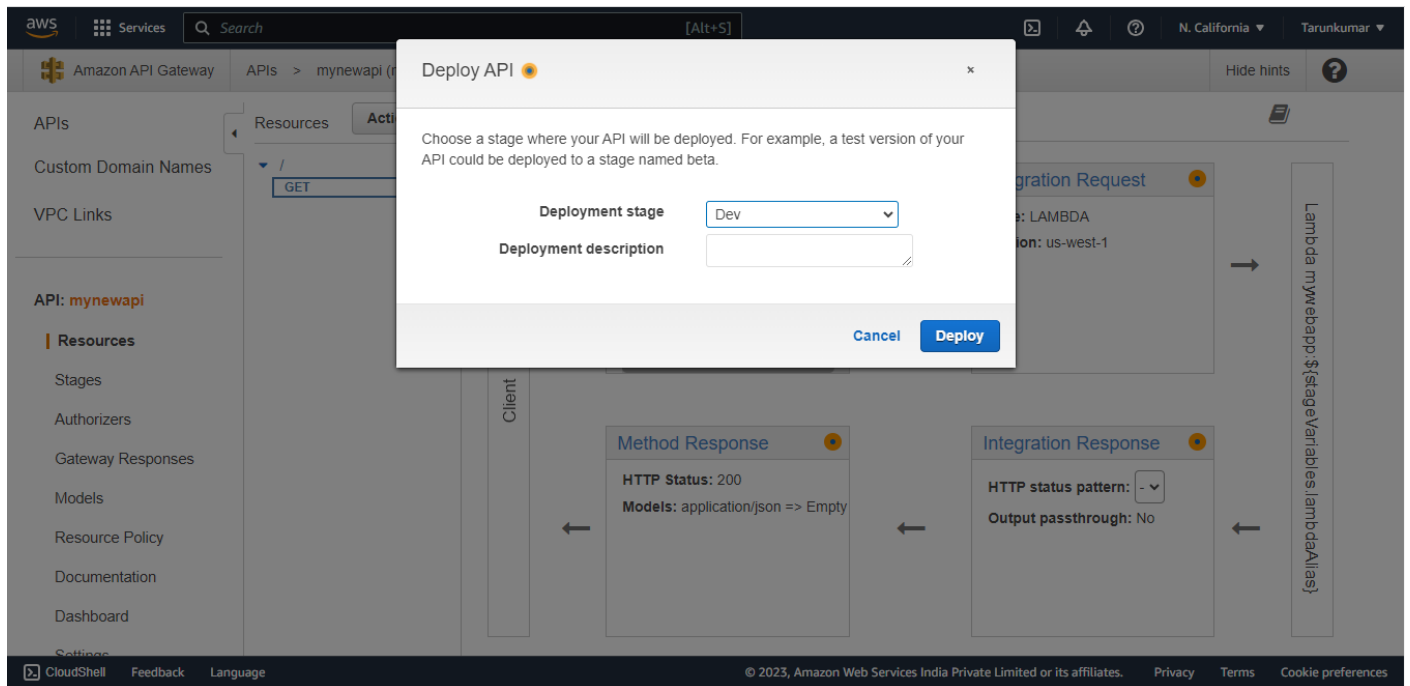 aws
Services
Search
[Alt+S]
N. California
Tarunkumar
Amazon API Gateway
APIs > mynewapi (
Hide hints
Deploy API
×
Choose a stage where your API will be deployed. For example, a test version of your
API could be deployed to a stage named beta.
Deployment stage
Dev
Deployment description
Cancel
Deploy
APIs
Custom Domain Names
VPC Links
API: mynewapi
Resources
Stages
Authorizers
Gateway Responses
Models
Resource Policy
Documentation
Dashboard
Settings
Resources
Acti
/
GET
Client
gration Request
: LAMBDA
ion: us-west-1
Method Response
HTTP Status: 200
Models: application/json => Empty
Integration Response
HTTP status pattern: -
Output passthrough: No
Lambda mywebapp:${stageVariables.lambdaAlias}
CloudShell
Feedback
Language
© 2023, Amazon Web Services India Private Limited or its affiliates.
Privacy
Terms
Cookie preferences